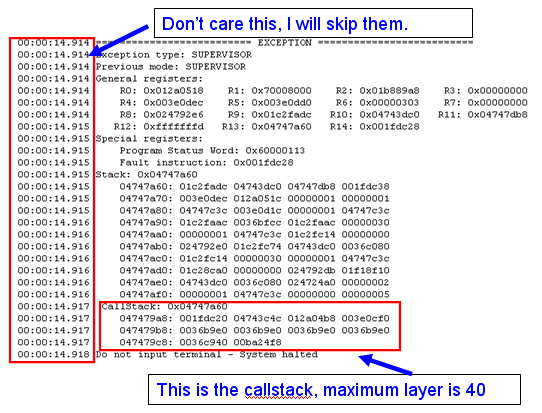 Don't care this, I will skip them.
00:00:14.914 ======================== EXCEPTION ========================
00:00:14.914 Exception type: SUPERVISOR
00:00:14.914 Previous mode: SUPERVISOR
00:00:14.914 General registers:
00:00:14.914 R0: 0x012a0518 R1: 0x70008000 R2: 0x01b889a8 R3: 0x00000000
00:00:14.914 R4: 0x003e0dec R5: 0x003e0dd0 R6: 0x00000303 R7: 0x00000000
00:00:14.914 R8: 0x024792e6 R9: 0x01c2fadc R10: 0x04743dc0 R11: 0x04747db8
00:00:14.915 R12: 0xfffffffd R13: 0x04747a60 R14: 0x001fdc28
00:00:14.915 Special registers:
00:00:14.915 Program Status Word: 0x60000113
00:00:14.915 Fault instruction: 0x001fdc28
00:00:14.915 Stack: 0x04747a60
00:00:14.915 04747a60: 01c2fadc 04743dc0 04747db8 001fdc38
00:00:14.915 04747a70: 003e0dec 012a051c 00000001 00000001
00:00:14.915 04747a80: 04747c3c 003e0d1c 00000001 04747c3c
00:00:14.916 04747a90: 01c2faac 0036bfcc 01c2faac 00000030
00:00:14.916 04747aa0: 00000001 04747c3c 01c2fc14 00000000
00:00:14.916 04747ab0: 024792e0 01c2fc74 04743dc0 0036c080
00:00:14.916 04747ac0: 01c2fc14 00000030 00000001 04747c3c
00:00:14.917 04747ad0: 01c28ca0 00000000 024792db 01f18f10
00:00:14.916 04747ae0: 04743dc0 0036c080 024724a0 00000002
00:00:14.917 04747af0: 00000001 04747c3c 00000000 00000005
00:00:14.917 CallStack: 0x04747a60
00:00:14.917 047479a8: 001fdc20 04743c4c 012a04b8 003e0cf0
00:00:14.917 047479b8: 0036b9e0 0036b9e0 0036b9e0 0036b9e0
00:00:14.917 047479c8: 0036c940 00ba24f8
00:00:14.918 Do not input terminal - System halted
This is the callstack, maximum layer is 40